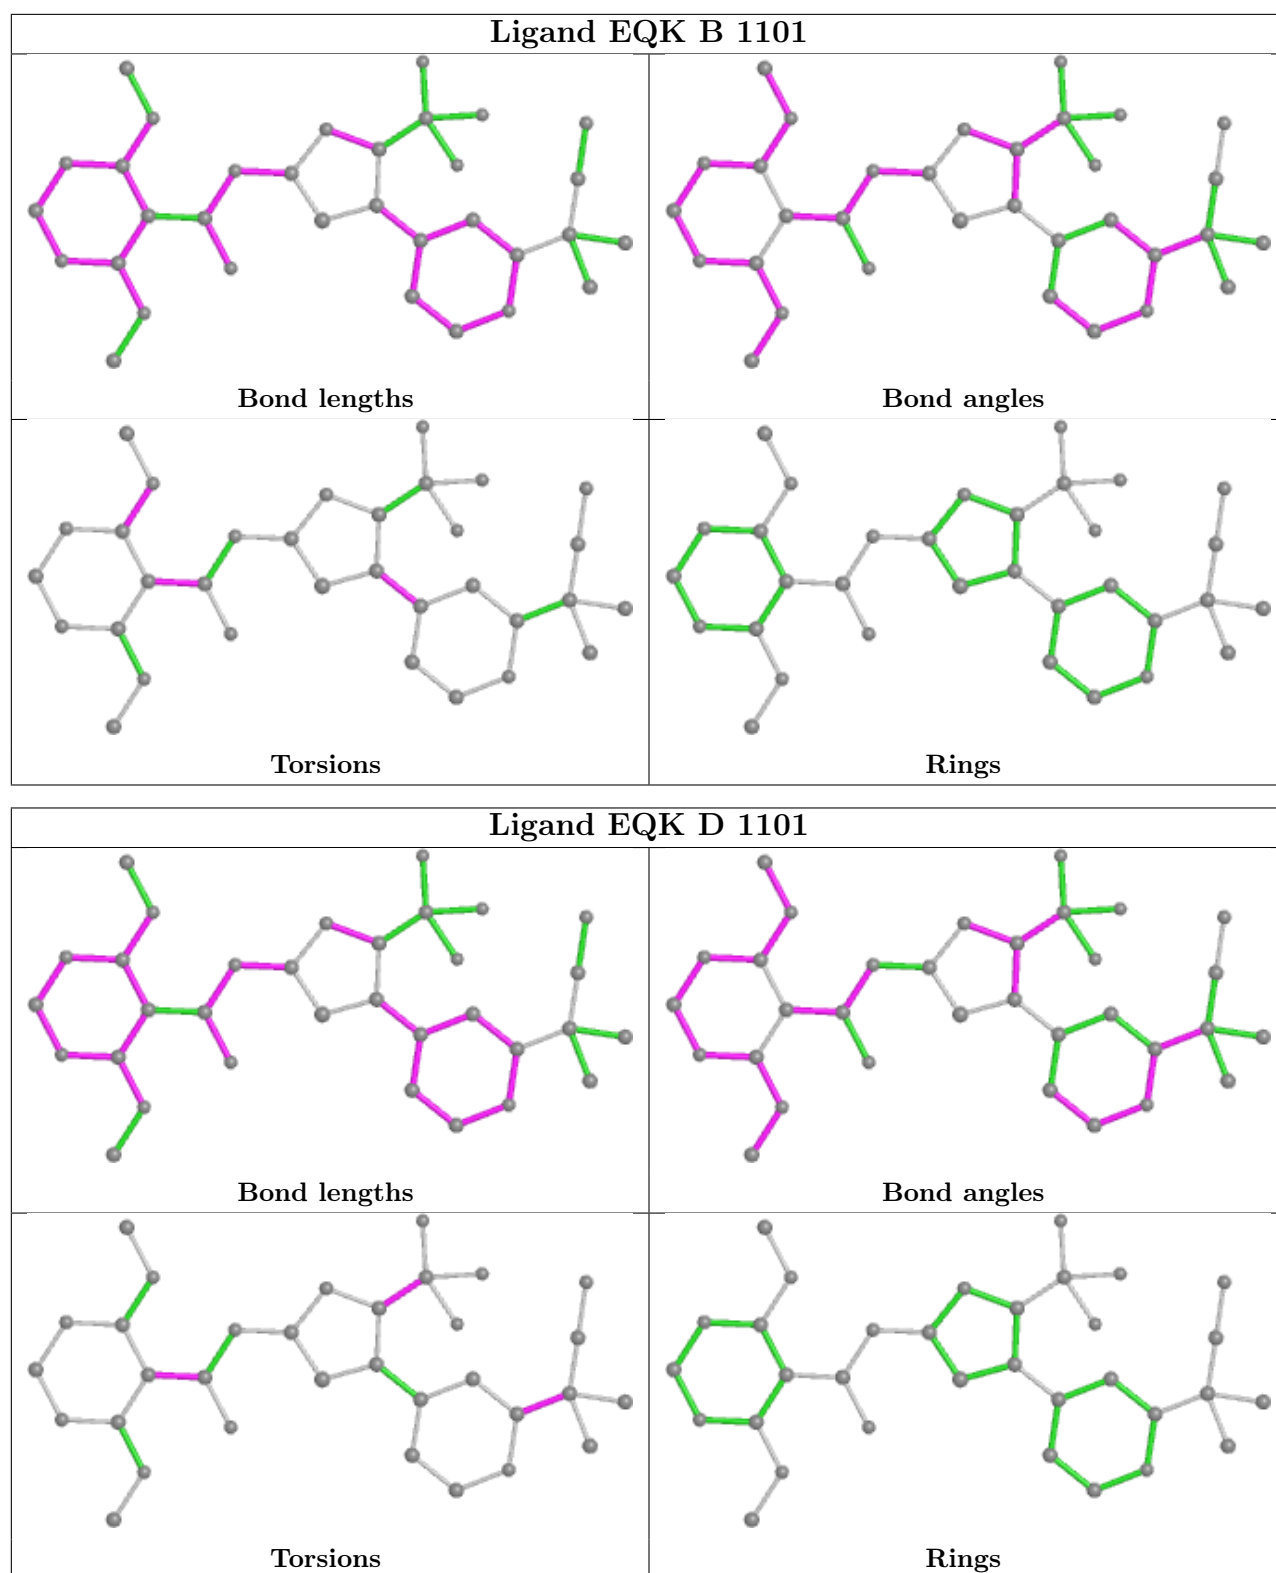 Ligand EQK B 1101
Bond lengths
Bond angles
Torsions
Rings
Ligand EQK D 1101
Bond lengths
Bond angles
Torsions
Rings